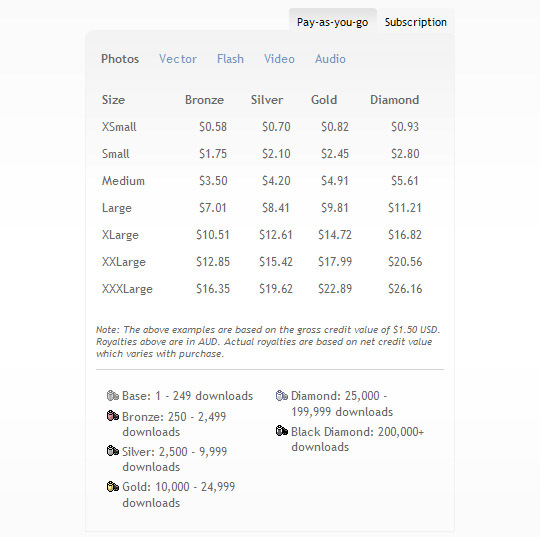 Pay-as-you-go Subscription
Photos Vector Flash Video Audio
Size Bronze Silver Gold Diamond
XSmall $0.58 $0.70 $0.82 $0.93
Small $1.75 $2.10 $2.45 $2.80
Medium $3.50 $4.20 $4.91 $5.61
Large $7.01 $8.41 $9.81 $11.21
XLarge $10.51 $12.61 $14.72 $16.82
XXLarge $12.85 $15.42 $17.99 $20.56
XXXLarge $16.35 $19.62 $22.89 $26.16
Note: The above examples are based on the gross credit value of $1.50 USD.
Royalties above are in AUD. Actual royalties are based on net credit value
which varies with purchase.
Base: 1 - 249 downloads
Bronze: 250 - 2,499
downloads
Silver: 2,500 - 9,999
downloads
Gold: 10,000 - 24,999
downloads
Diamond: 25,000 -
199,999 downloads
Black Diamond: 200,000+
downloads